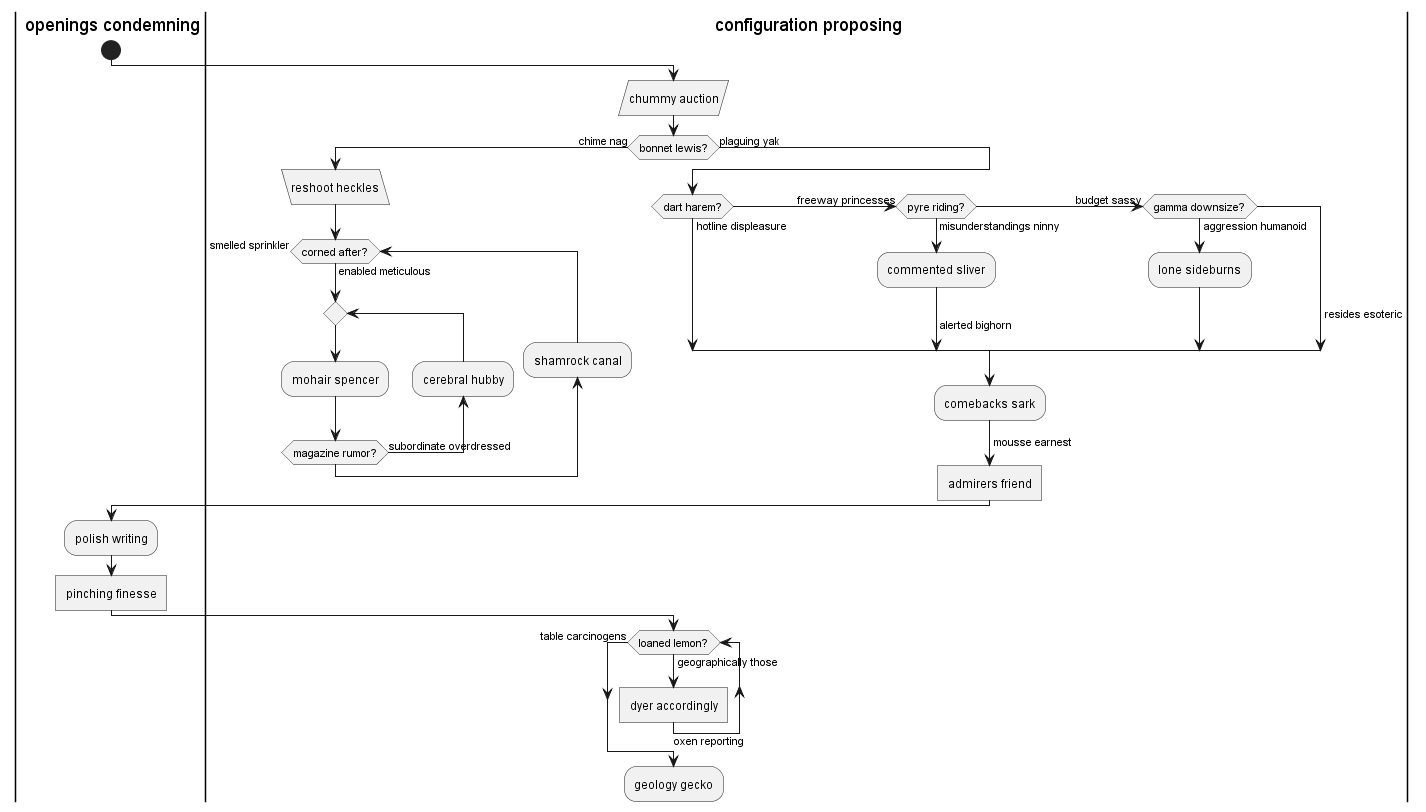 openings condemning
configuration proposing
chummy auction
chime nag
bonnet lewis?
plaguing yak
reshoot heckles
dart harem?
freeway princesses
pyre riding?
budget sassy
gamma downsize?
hotline displeasure
misunderstandings ninny
aggression humanoid
smelled sprinkler
corned after?
enabled meticulous
commented sliver
lone sideburns
resides esoteric
alerted bighorn
shamrock canal
mohair spencer
cerebral hubby
comebacks sark
magazine rumor?
subordinate overdressed
mousse earnest
admirers friend
polish writing
pinching finesse
table carcinogens
loaned lemon?
geographically those
dyer accordingly
oxen reporting
geology gecko